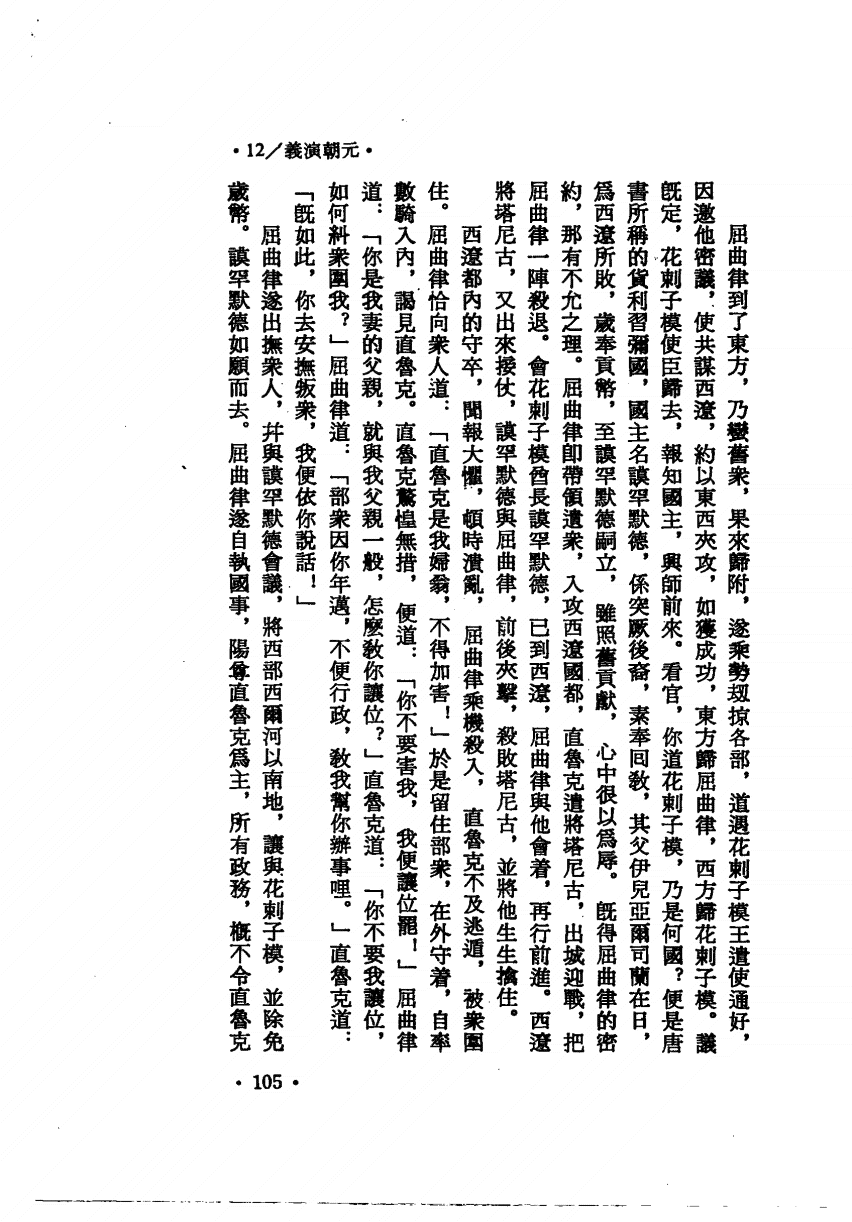 •12/義演朝元•
屈曲律到了東方，乃糾舊衆，果來歸附，遂乘勢刼掠各部，道遇花剌子模王遣使通好，
因邀他密議，使共謀西遼，約以東西夾攻，如獲成功，東方歸屈曲律，西方歸花剌子模。議
旣定，花剌子模使臣歸去，報知國主，興師前來。看官，你道花剌子模，乃是何國？便是唐
書所稱的貨利習彌國，國主名謨罕默德，係突厥後裔，素奉回敎，其父伊兒亞爾司蘭在日，
爲西遼所敗，歲奉貢幣，至謨罕默德嗣立，雖照舊貢獻，心中很以爲辱。旣得屈曲律的密
約，那有不允之理。屈曲律卽帶領遺衆，入攻西遼國都，直魯克遣將塔尼古，出城迎戰，把
屈曲律一陣殺退。會花剌子模酋長謨罕默德，已到西遼，屈曲律與他會着，再行前進。西遼
將塔尼古，又出來接仗，謨罕默德與屈曲律，前後夾擊，殺敗塔尼古，並將他生生擒住。
西遼都內的守卒，聞報大懼，頓時潰亂，屈曲律乘機殺入，直魯克不及逃遁，被衆圍
住。屈曲律恰向衆人道：「直魯克是我婦翁，不得加害！」於是留住部衆，在外守着，自率
數騎入內，謁見直魯克。直魯克驚惶無措，便道：「你不要害我，我便讓位罷！」屈曲律
道：「你是我妻的父親，就與我父親一般，怎麼敎你讓位？」直魯克道：「你不要我讓位，
如何糾衆圍我？」屈曲律道：「部衆因你年邁，不便行政，敎我幫你辦事哩。」直魯克道：
「旣如此，你去安撫叛衆，我便依你說話！」
屈曲律遂出撫衆人，幷與謨罕默德會議，將西部西爾河以南地，讓與花剌子模，並除免
歲幣。謨罕默德如願而去。屈曲律遂自執國事，陽尊直魯克爲主，所有政務，槪不令直魯克
•105•